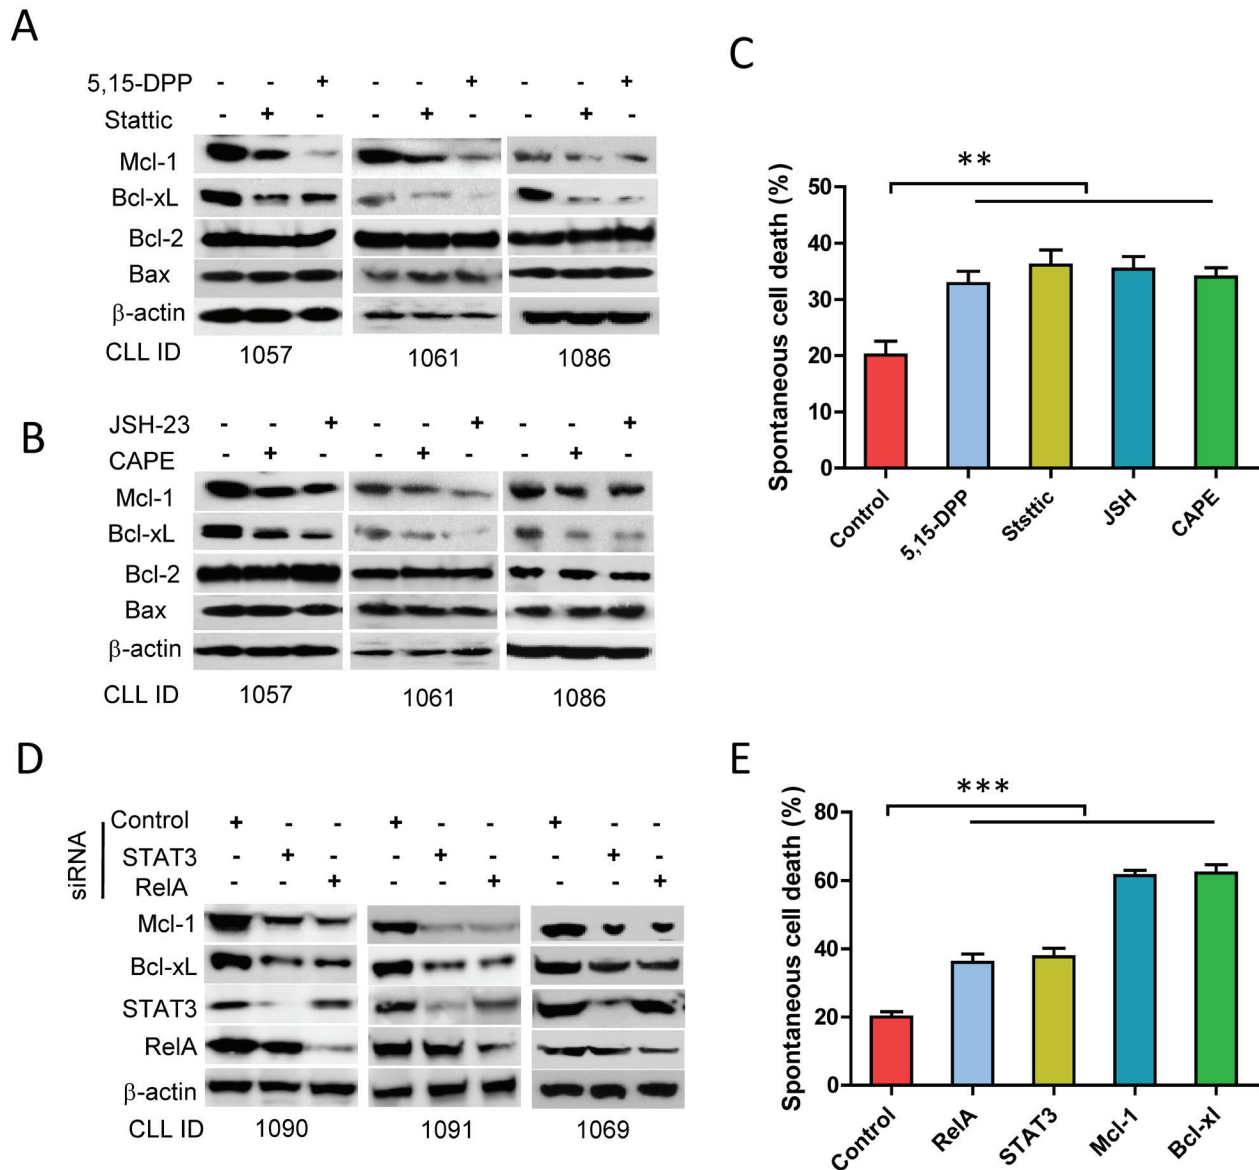 A
5,15-DPP - - + - - + - - +
Stattic - + - - + - - + -
Mcl-1
Bcl-xL
Bcl-2
Bax
β-actin
CLL ID 1057 1061 1086
B
JSH-23 - - + - - + - - +
CAPE - + - - + - - + -
Mcl-1
Bcl-xL
Bcl-2
Bax
β-actin
CLL ID 1057 1061 1086
C
**
Spontaneous cell death (%)
50
40
30
20
10
0
Control 5,15-DPP Ststtic JSH CAPE
D
siRNA
Control + - - + - - + - -
STAT3 - + - - + - - + -
RelA - - + - - + - - +
Mcl-1
Bcl-xL
STAT3
RelA
β-actin
CLL ID 1090 1091 1069
E
***
Spontaneous cell death (%)
80
60
40
20
0
Control RelA STAT3 Mcl-1 Bcl-xl